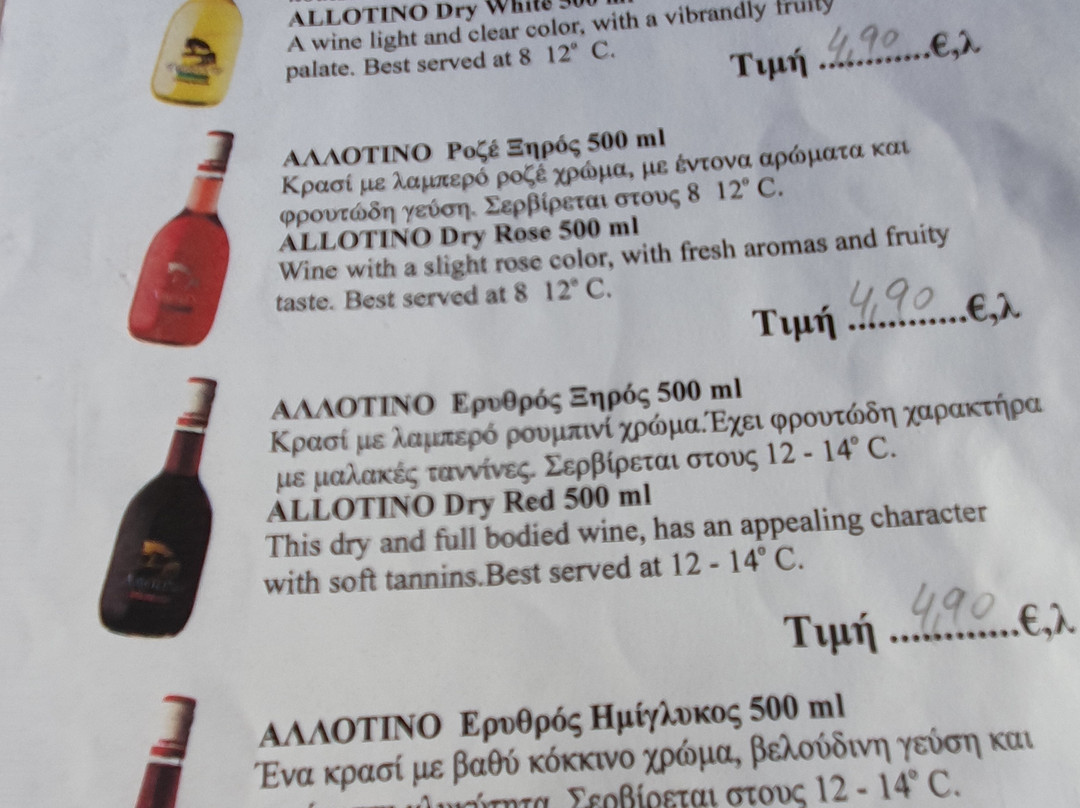 ALLOTINO Dry White 500 ml
A wine light and clear color, with a vibrandly fruity
palate. Best served at 8 12° C.
Τιμή 4,90 ............€,λ
ΑΛΛΟΤΙΝΟ Ροζέ Ξηρός 500 ml
Κρασί με λαμπερό ροζέ χρώμα, με έντονα αρώματα και
φρουτώδη γεύση. Σερβίρεται στους 8 12° C.
ALLOTINO Dry Rose 500 ml
Wine with a slight rose color, with fresh aromas and fruity
taste. Best served at 8 12° C.
Τιμή 4,90 ............€,λ
ΑΛΛΟΤΙΝΟ Ερυθρός Ξηρός 500 ml
Κρασί με λαμπερό ρουμπινί χρώμα.Έχει φρουτώδη χαρακτήρα
με μαλακές ταννίνες. Σερβίρεται στους 12 - 14° C.
ALLOTINO Dry Red 500 ml
This dry and full bodied wine, has an appealing character
with soft tannins.Best served at 12 - 14° C.
Τιμή 4,90 .............€,λ
ΑΛΛΟΤΙΝΟ Ερυθρός Ημίγλυκος 500 ml
Ένα κρασί με βαθύ κόκκινο χρώμα, βελούδινη γεύση και
Σερβίρεται στους 12 - 14° C.